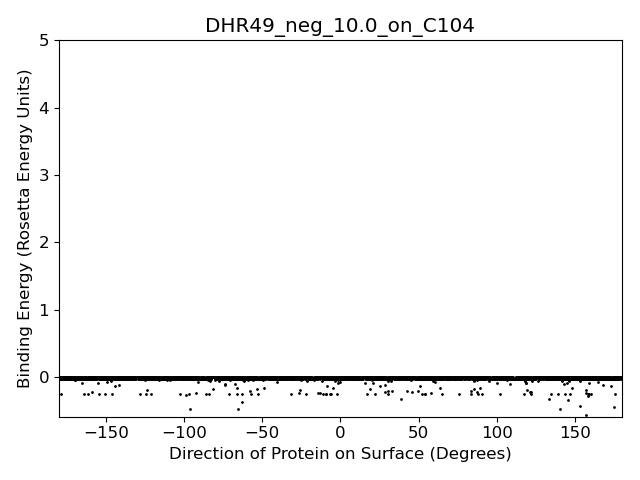 DHR49_neg_10.0_on_C104
Binding Energy (Rosetta Energy Units)
5
4
3
2
1
0
−150 −100 −50 0 50 100 150
Direction of Protein on Surface (Degrees)